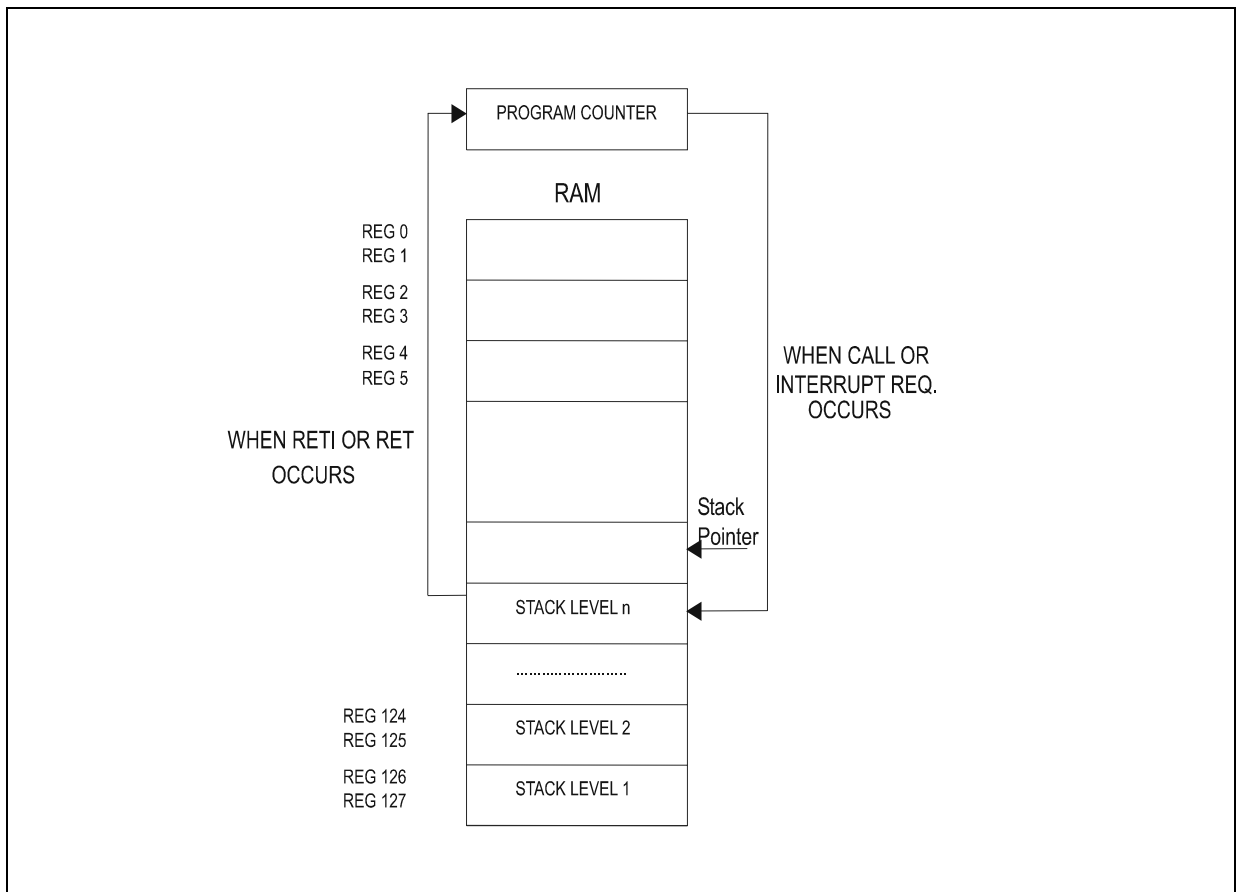 PROGRAM COUNTER
RAM
REG 0
REG 1
REG 2
REG 3
REG 4
REG 5
WHEN CALL OR
INTERRUPT REQ.
OCCURS
WHEN RETI OR RET
OCCURS
Stack
Pointer
STACK LEVEL n
..........................
REG 124
REG 125
STACK LEVEL 2
REG 126
REG 127
STACK LEVEL 1